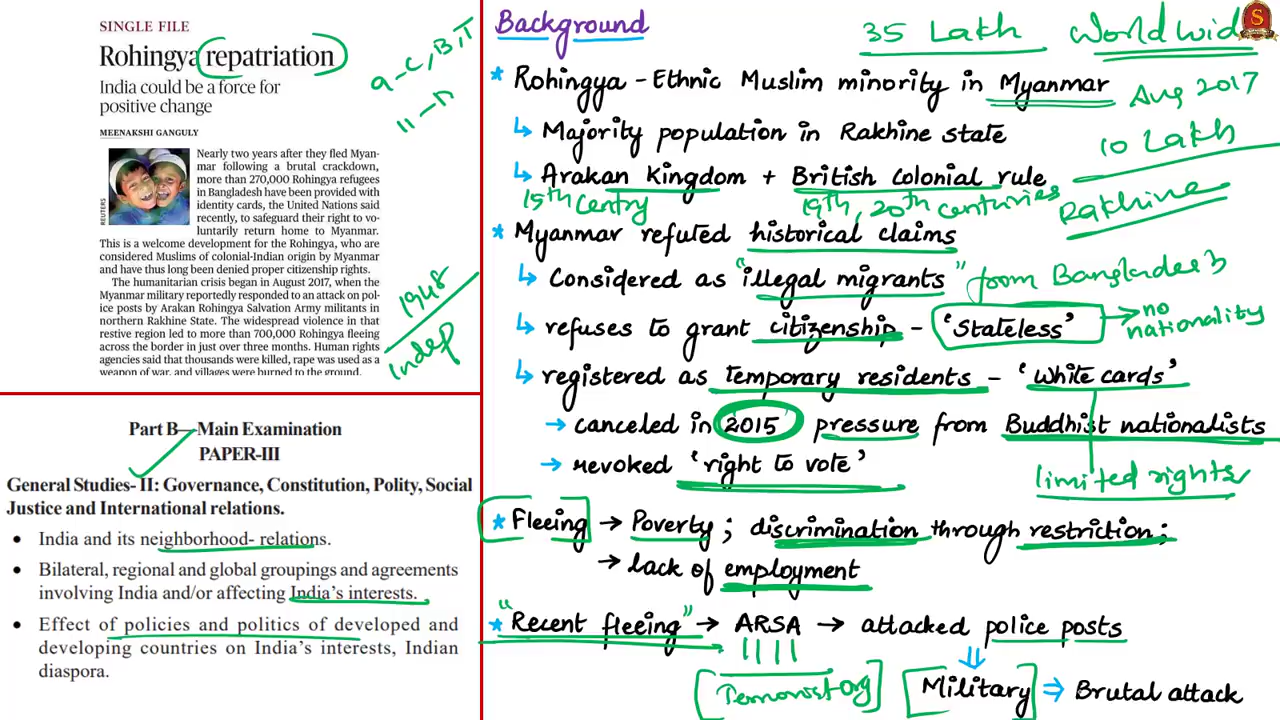 SINGLE FILE
Rohingya repatriation
India could be a force for
positive change
MEENAKSHI GANGULY
REUTERS
Nearly two years after they fled Myan-
mar following a brutal crackdown,
more than 270,000 Rohingya refugees
in Bangladesh have been provided with
identity cards, the United Nations said
recently, to safeguard their right to vo-
luntarily return home to Myanmar.
This is a welcome development for the Rohingya, who are
considered Muslims of colonial-Indian origin by Myanmar
and have thus long been denied proper citizenship rights.
The humanitarian crisis began in August 2017, when the
Myanmar military reportedly responded to an attack on pol-
ice posts by Arakan Rohingya Salvation Army militants in
northern Rakhine State. The widespread violence in that
restive region led to more than 700,000 Rohingya fleeing
across the border in just over three months. Human rights
agencies said that thousands were killed, rape was used as a
weapon of war, and villages were burned to the ground.
a-C, B, T
11-D
1948
Indep
Part B—Main Examination
PAPER-III
General Studies- II: Governance, Constitution, Polity, Social
Justice and International relations.
• India and its neighborhood- relations.
• Bilateral, regional and global groupings and agreements
involving India and/or affecting India's interests.
• Effect of policies and politics of developed and
developing countries on India's interests, Indian
diaspora.
Background
35 Lakh Worldwid
* Rohingya - Ethnic Muslim minority in Myanmar
Aug 2017
↳ Majority population in Rakhine state
10 Lakh
↳ Arakan Kingdom + British Colonial rule
15th Centry 19th, 20th centuries
Rakhine
* Myanmar refuted historical claims
↳ Considered as "illegal migrants" from Bangladesh
↳ refuses to grant citizenship - 'Stateless' → no
nationality
↳ registered as temporary residents - 'White cards'
→ canceled in 2015 pressure from Buddhist nationalists
→ revoked 'right to vote'
limited rights
* Fleeing → Poverty ; discrimination through restriction;
→ lack of employment
* "Recent fleeing" → ARSA → attacked police posts
Terrorist org
Military ⇒ Brutal attack
S